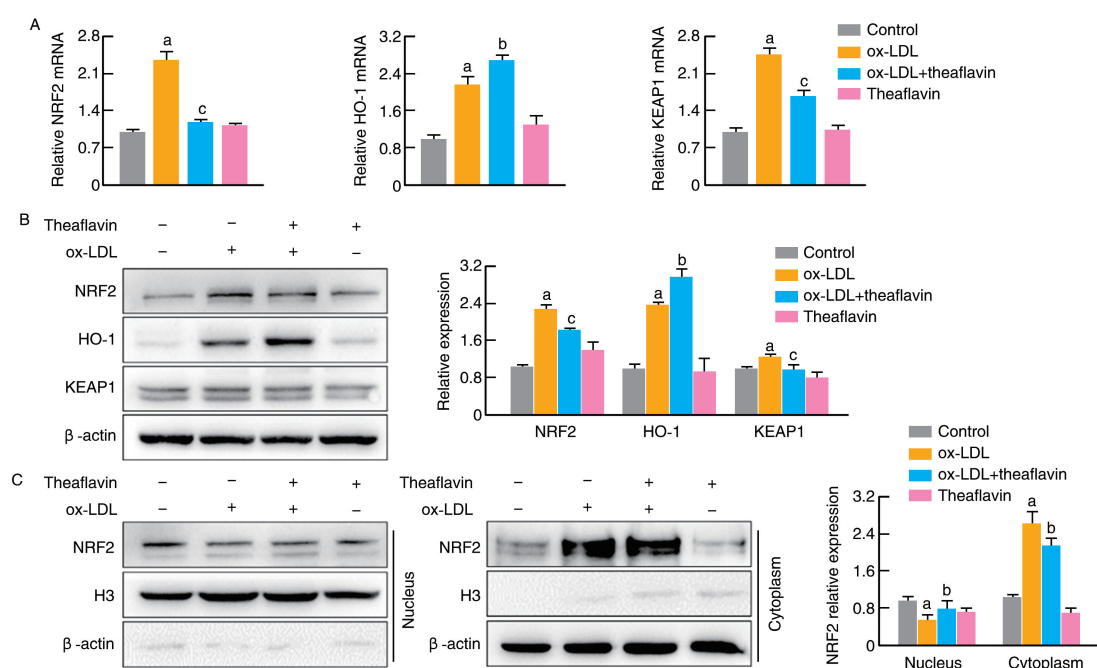 A
Relative NRF2 mRNA
2.8
2.1
1.4
0.7
0
a
c
Relative HO-1 mRNA
3.2
2.4
1.6
0.8
0
a
b
Relative KEAP1 mRNA
2.8
2.1
1.4
0.7
0
a
c
Control
ox-LDL
ox-LDL+theaflavin
Theaflavin
B
Theaflavin – – + +
ox-LDL – + + –
NRF2
HO-1
KEAP1
β -actin
Relative expression
3.2
2.4
1.6
0.8
0
a
c
a
b
a
c
NRF2 HO-1 KEAP1
Control
ox-LDL
ox-LDL+theaflavin
Theaflavin
C
Theaflavin – – + +
ox-LDL – + + –
NRF2
H3
β -actin
Nucleus
Theaflavin – – + +
ox-LDL – + + –
NRF2
H3
β -actin
Cytoplasm
Control
ox-LDL
ox-LDL+theaflavin
Theaflavin
NRF2 relative expression
3.2
2.4
1.6
0.8
0
a
b
a
b
Nucleus Cytoplasm